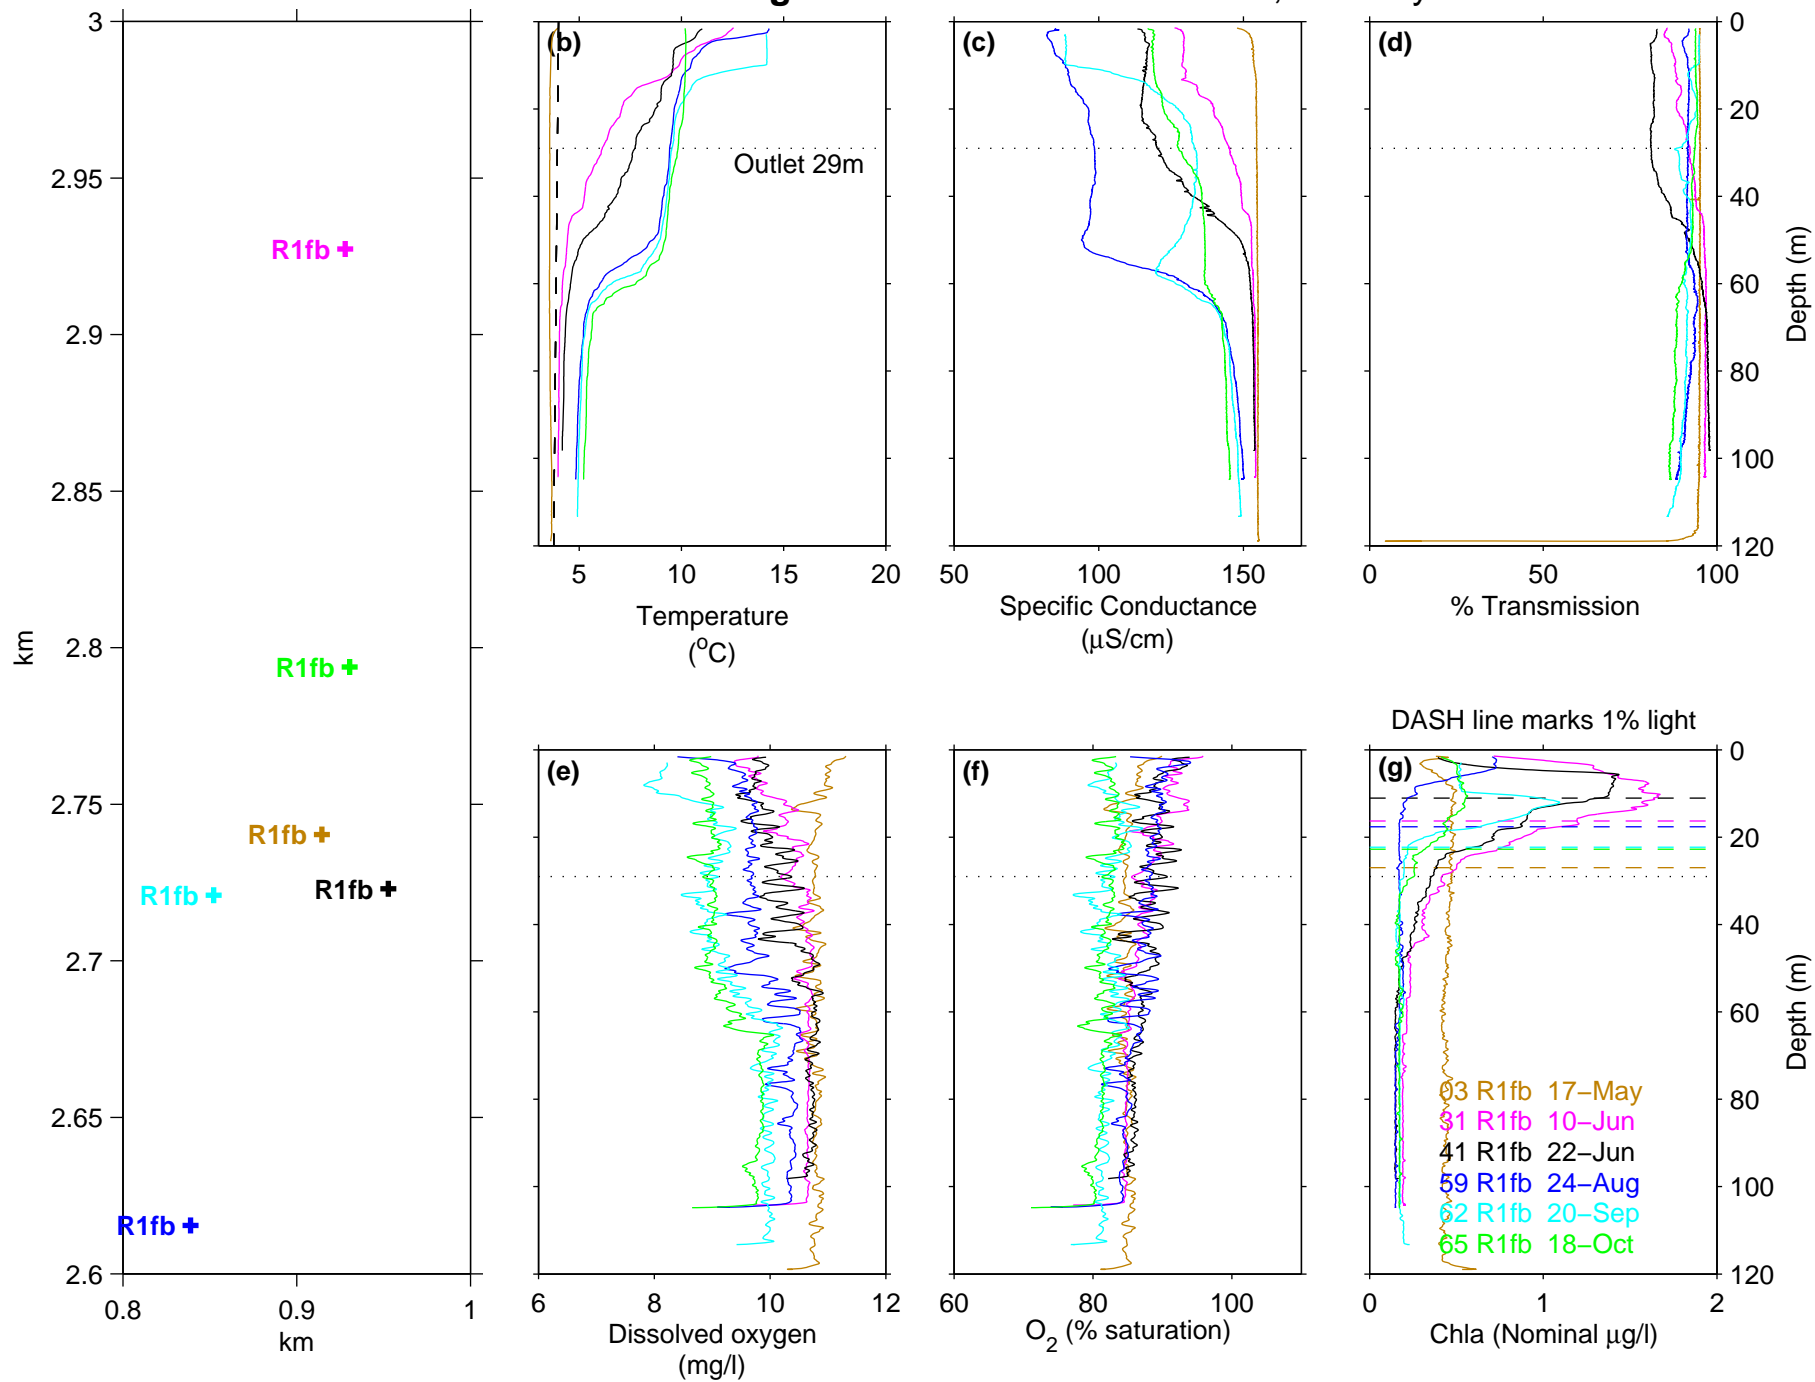 3
2.95
2.9
2.85
2.8
2.75
2.7
2.65
2.6
km
0.8 0.9 1
km
R1fb
R1fb
R1fb
R1fb
R1fb
R1fb
(b)
Outlet 29m
5 10 15 20
Temperature
(°C)
(c)
50 100 150
Specific Conductance
(μS/cm)
(d)
0 50 100
% Transmission
0
20
40
60
80
100
120
Depth (m)
(e)
6 8 10 12
Dissolved oxygen
(mg/l)
(f)
60 80 100
O2 (% saturation)
DASH line marks 1% light
(g)
03 R1fb 17−May
31 R1fb 10−Jun
41 R1fb 22−Jun
59 R1fb 24−Aug
62 R1fb 20−Sep
65 R1fb 18−Oct
0 1 2
Chla (Nominal μg/l)
0
20
40
60
80
100
120
Depth (m)